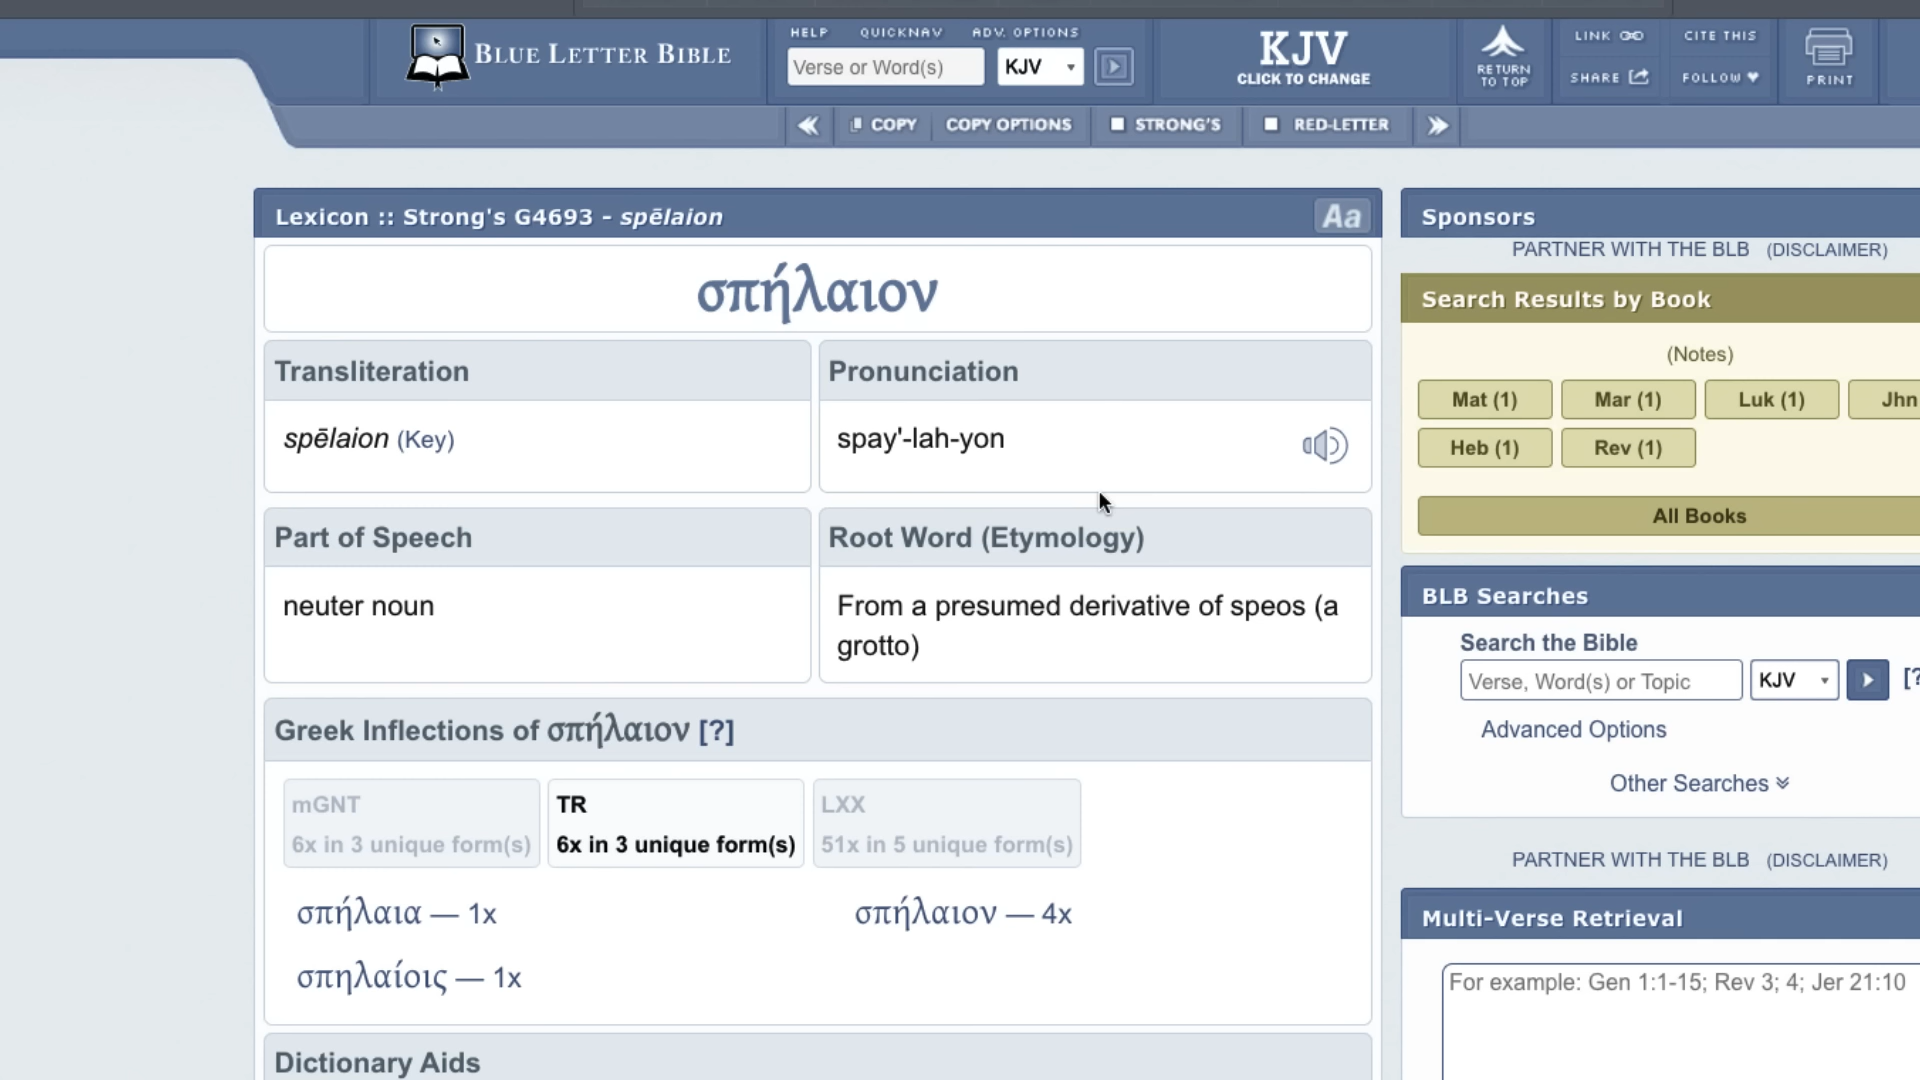 HELP QUICKNAV ADV. OPTIONS
BLUE LETTER BIBLE
Verse or Word(s) KJV
KJV
CLICK TO CHANGE
RETURN
TO TOP
LINK
SHARE
CITE THIS
FOLLOW
PRINT
COPY COPY OPTIONS STRONG'S RED-LETTER
Lexicon :: Strong's G4693 - spēlaion Aa
σπήλαιον
Transliteration
spēlaion (Key)
Pronunciation
spay'-lah-yon
Part of Speech
neuter noun
Root Word (Etymology)
From a presumed derivative of speos (a
grotto)
Greek Inflections of σπήλαιον [?]
mGNT
6x in 3 unique form(s)
TR
6x in 3 unique form(s)
LXX
51x in 5 unique form(s)
σπήλαια — 1x
σπήλαιον — 4x
σπηλαίοις — 1x
Dictionary Aids
Sponsors
PARTNER WITH THE BLB (DISCLAIMER)
Search Results by Book
(Notes)
Mat (1) Mar (1) Luk (1) Jhn
Heb (1) Rev (1)
All Books
BLB Searches
Search the Bible
Verse, Word(s) or Topic KJV [?
Advanced Options
Other Searches
PARTNER WITH THE BLB (DISCLAIMER)
Multi-Verse Retrieval
For example: Gen 1:1-15; Rev 3; 4; Jer 21:10